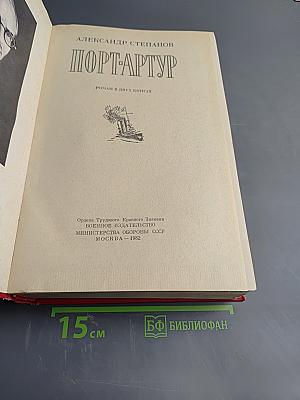 АЛЕКСАНДР СТЕПАНОВ
ПОРТ-АРТУР
РОМАН В ДВУХ КНИГАХ
Ордена Трудового Красного Знамени
ВОЕННОЕ ИЗДАТЕЛЬСТВО
МИНИСТЕРСТВА ОБОРОНЫ СССР
МОСКВА — 1982
15 см
БФ БИБЛИОФАН